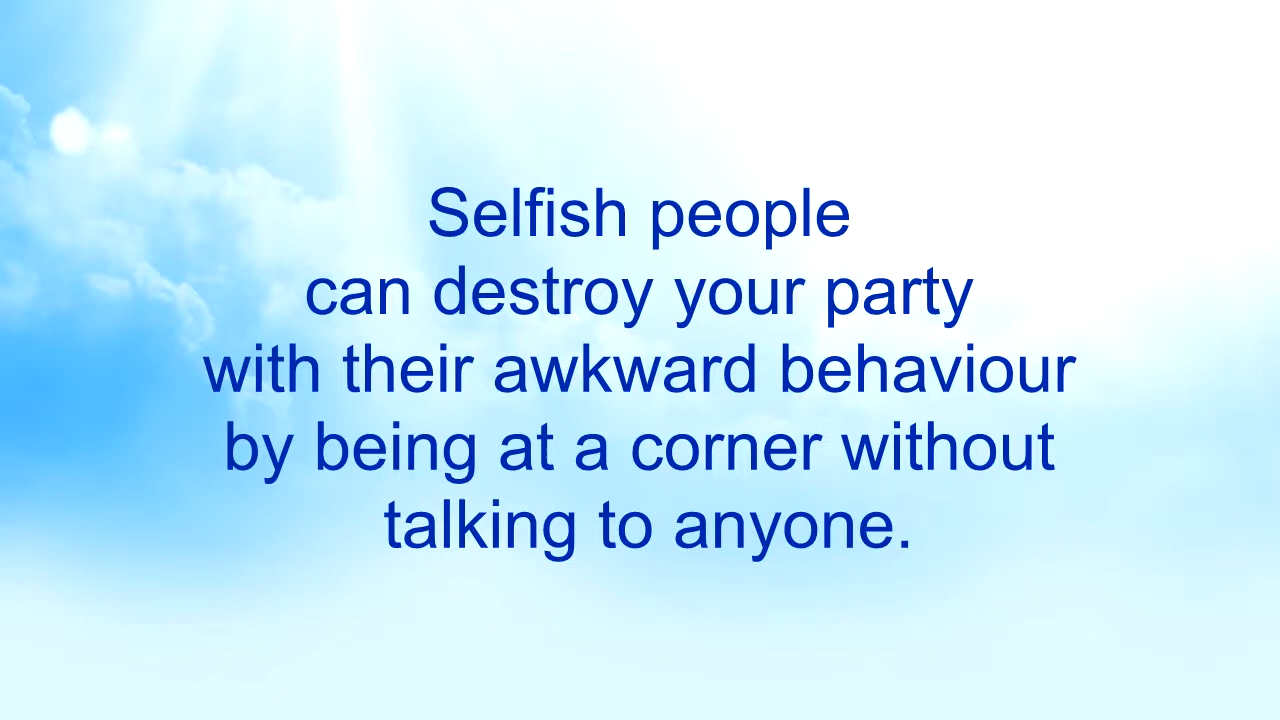 Selfish people
can destroy your party
with their awkward behaviour
by being at a corner without
talking to anyone.